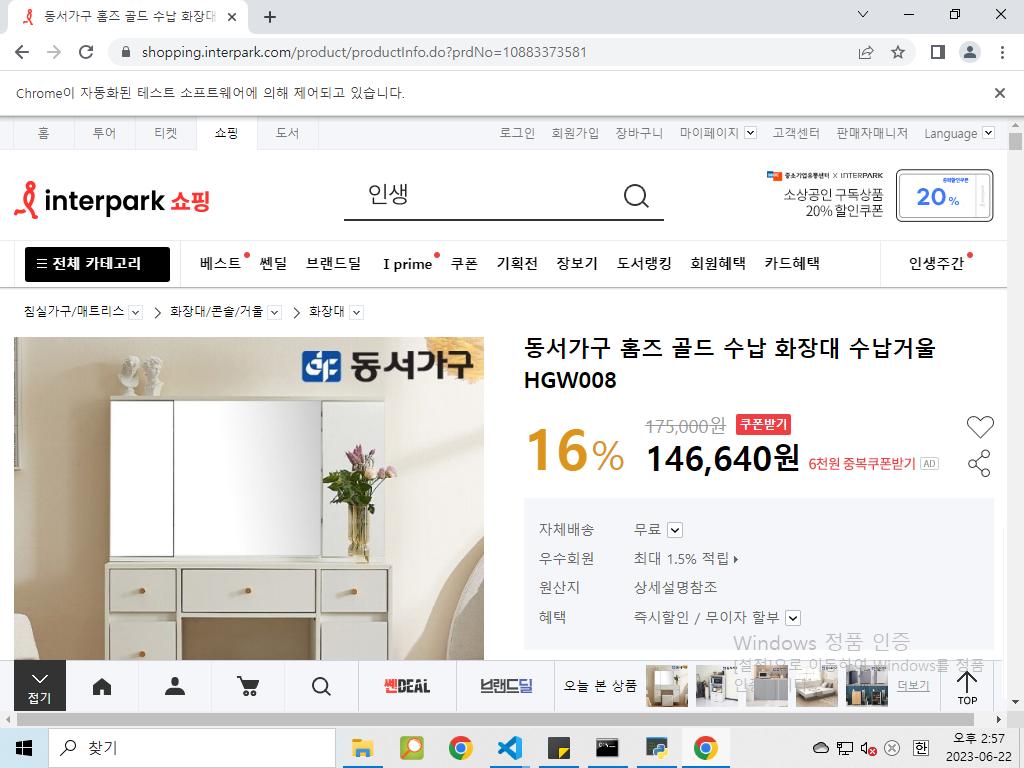 동서가구 홈즈 골드 수납 화장대
shopping.interpark.com/product/productInfo.do?prdNo=10883373581
Chrome이 자동화된 테스트 소프트웨어에 의해 제어되고 있습니다.
홈 투어 티켓 쇼핑 도서 로그인 회원가입 장바구니 마이페이지 고객센터 판매자매니저 Language
interpark 쇼핑
인생
중소기업유통센터 X INTERPARK
소상공인 구독상품
20% 할인쿠폰
20%
전체 카테고리 베스트 쎈딜 브랜드딜 I prime 쿠폰 기획전 장보기 도서랭킹 회원혜택 카드혜택 인생주간
침실가구/매트리스 화장대/콘솔/거울 화장대
동서가구
동서가구 홈즈 골드 수납 화장대 수납거울
HGW008
16%
175,000원 쿠폰받기
146,640원 6천원 중복쿠폰받기 AD
자체배송 무료
우수회원 최대 1.5% 적립
원산지 상세설명참조
혜택 즉시할인 / 무이자 할부
Windows 정품 인증
[설정]으로 이동하여 Windows를 정품
접기
쎈DEAL
브랜드딜
오늘 본 상품
더보기
TOP
찾기
한
오후 2:57
2023-06-22